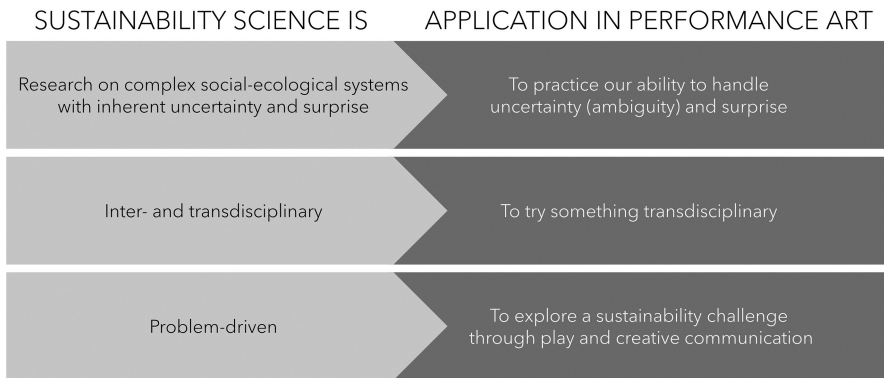 SUSTAINABILITY SCIENCE IS
APPLICATION IN PERFORMANCE ART
Research on complex social-ecological systems
with inherent uncertainty and surprise
To practice our ability to handle
uncertainty (ambiguity) and surprise
Inter- and transdisciplinary
To try something transdisciplinary
Problem-driven
To explore a sustainability challenge
through play and creative communication